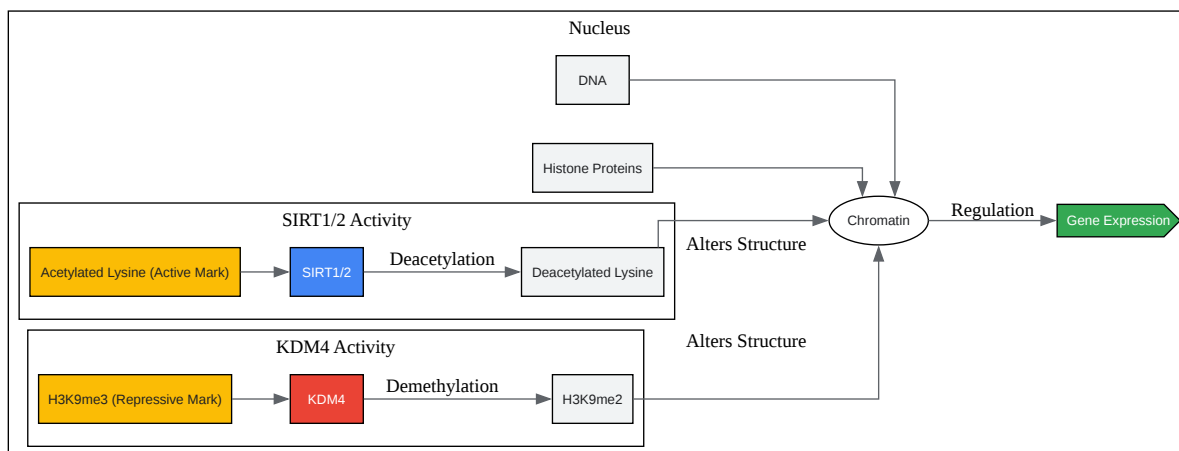 Nucleus
DNA
Histone Proteins
SIRT1/2 Activity
Acetylated Lysine (Active Mark)
SIRT1/2
Deacetylation
Deacetylated Lysine
Alters Structure
Chromatin
Regulation
Gene Expression
KDM4 Activity
H3K9me3 (Repressive Mark)
KDM4
Demethylation
H3K9me2
Alters Structure